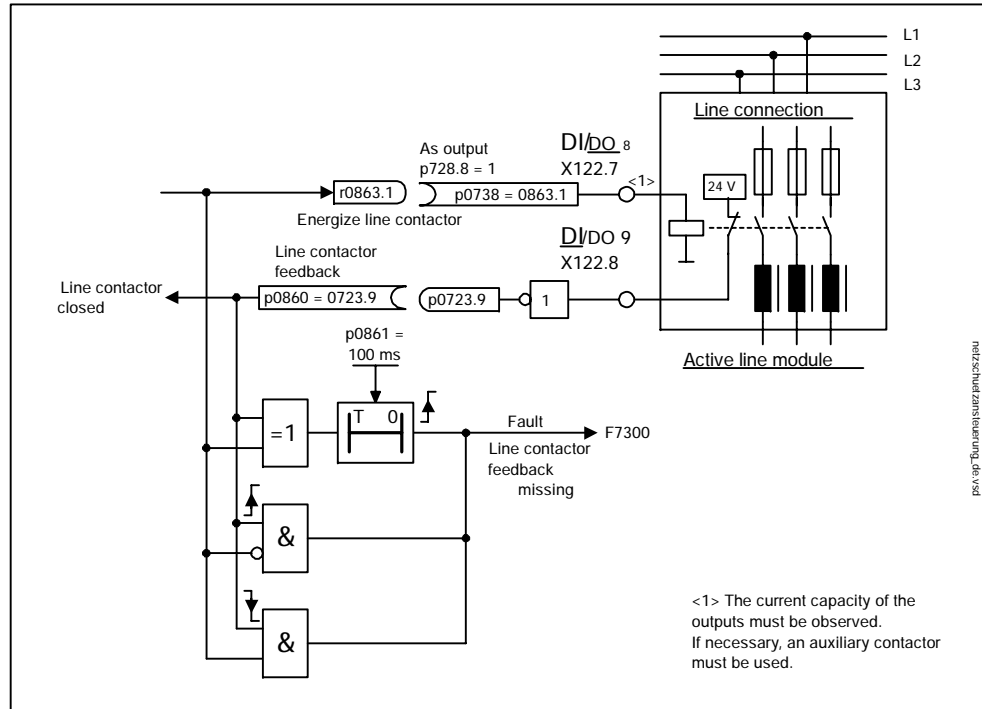 L1
L2
L3
Line connection
As output
p728.8 = 1
DI/DO 8
X122.7
<1>
r0863.1
p0738 = 0863.1
24 V
Energize line contactor
DI/DO 9
X122.8
Line contactor
feedback
Line contactor
closed
p0860 = 0723.9
p0723.9
1
p0861 =
100 ms
Active line module
T 0
=1
Fault
F7300
Line contactor
feedback
missing
&
&
<1> The current capacity of the
outputs must be observed.
If necessary, an auxiliary contactor
must be used.
netzschuetzansteuerung_de.vsd